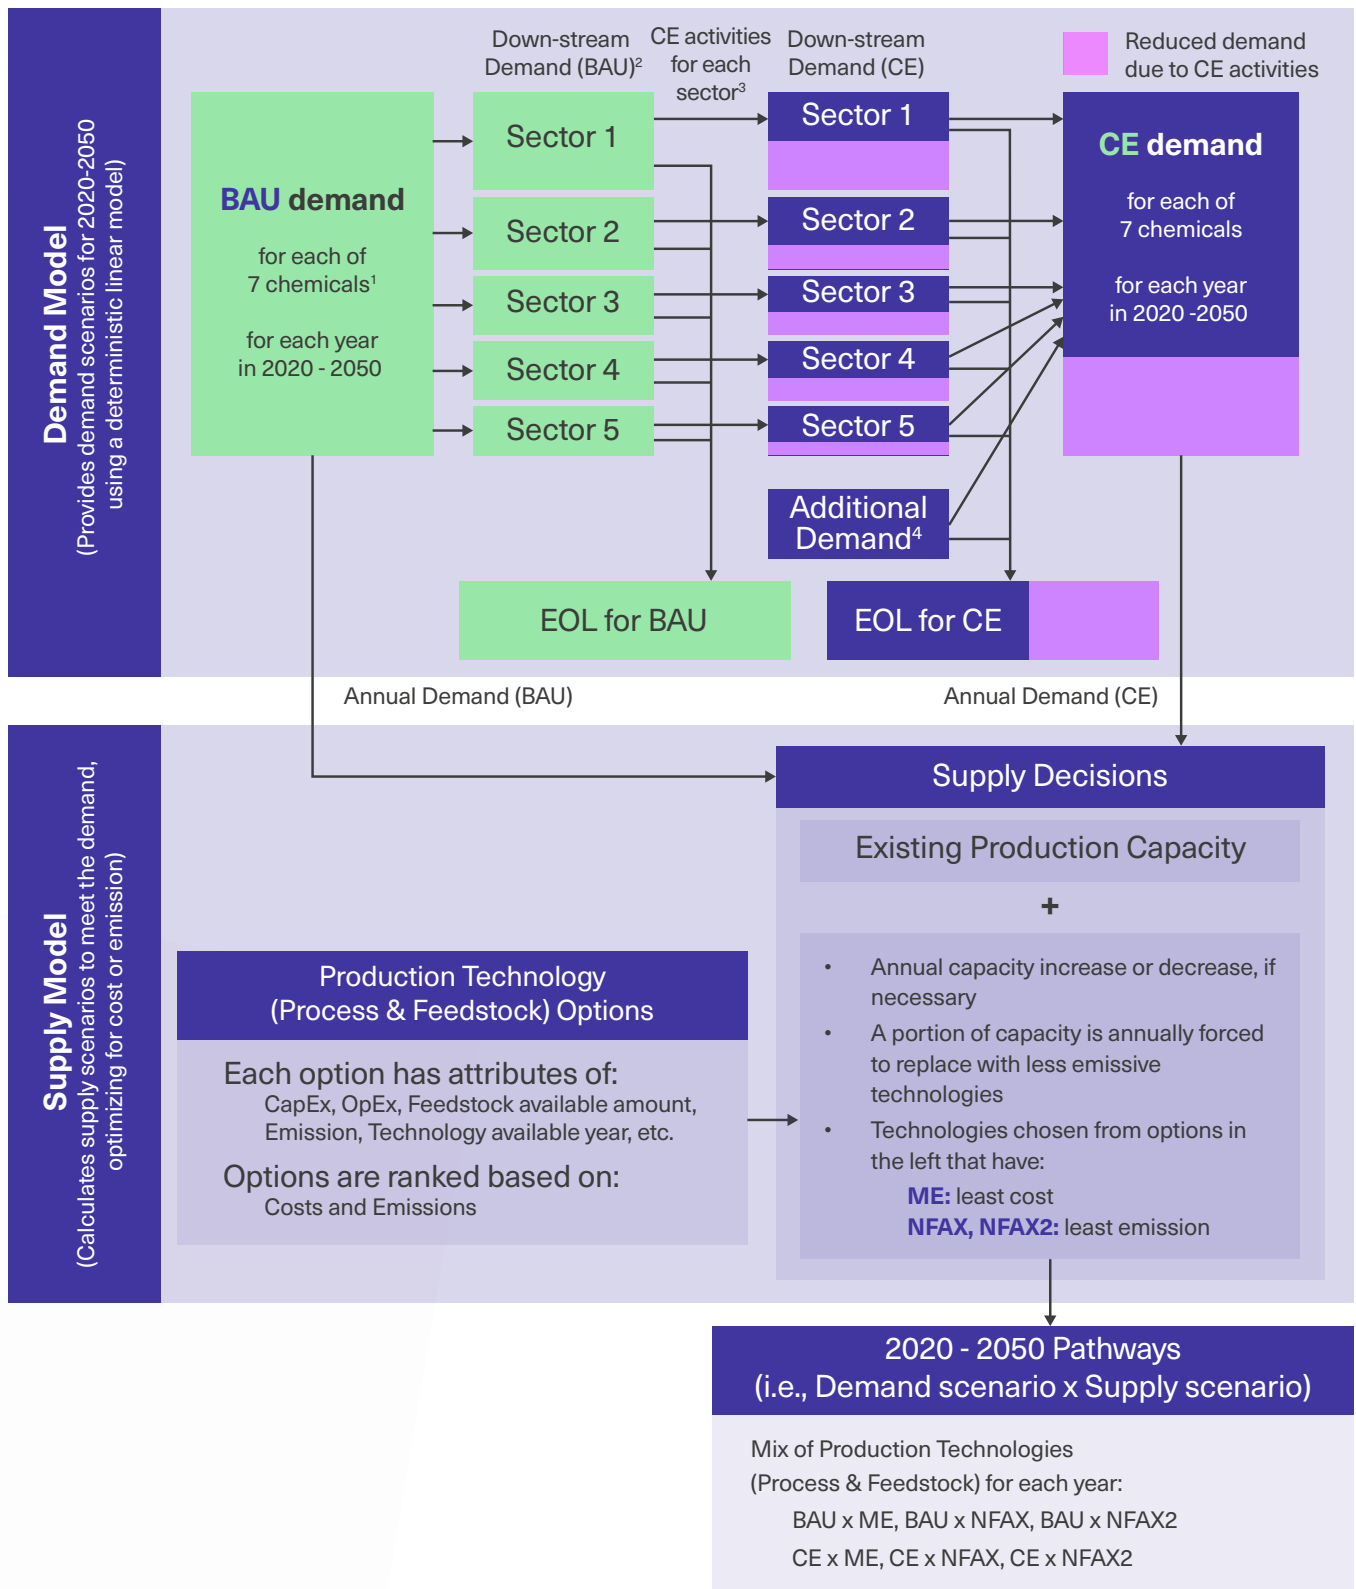 Demand Model
(Provides demand scenarios for 2020-2050
using a deterministic linear model)
Down-stream
Demand (BAU)²
CE activities
for each
sector³
Down-stream
Demand (CE)
Reduced demand
due to CE activities
BAU demand
for each of
7 chemicals¹
for each year
in 2020 - 2050
Sector 1
Sector 2
Sector 3
Sector 4
Sector 5
Sector 1
Sector 2
Sector 3
Sector 4
Sector 5
Additional
Demand⁴
CE demand
for each of
7 chemicals
for each year
in 2020 -2050
EOL for BAU
EOL for CE
Annual Demand (BAU)
Annual Demand (CE)
Supply Model
(Calculates supply scenarios to meet the demand,
optimizing for cost or emission)
Production Technology
(Process & Feedstock) Options
Each option has attributes of:
CapEx, OpEx, Feedstock available amount,
Emission, Technology available year, etc.
Options are ranked based on:
Costs and Emissions
Supply Decisions
Existing Production Capacity
+
• Annual capacity increase or decrease, if
necessary
• A portion of capacity is annually forced
to replace with less emissive
technologies
• Technologies chosen from options in
the left that have:
ME: least cost
NFAX, NFAX2: least emission
2020 - 2050 Pathways
(i.e., Demand scenario x Supply scenario)
Mix of Production Technologies
(Process & Feedstock) for each year:
BAU x ME, BAU x NFAX, BAU x NFAX2
CE x ME, CE x NFAX, CE x NFAX2